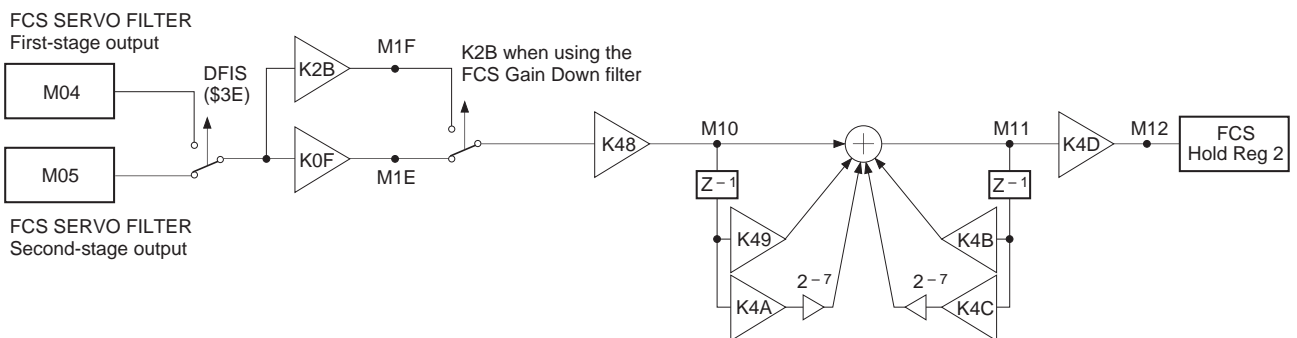 FCS SERVO FILTER
First-stage output
M04
DFIS
($3E)
K2B
M1F
K2B when using the
FCS Gain Down filter
M05
K0F
M1E
FCS SERVO FILTER
Second-stage output
K48
M10
M11
K4D
M12
FCS
Hold Reg 2
Z – 1
Z – 1
K49
K4B
2 – 7
2 – 7
K4A
K4C